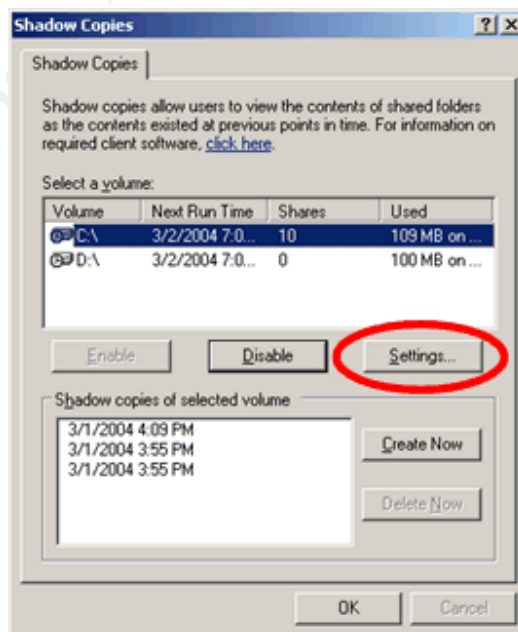 Shadow Copies
Shadow Copies
Shadow copies allow users to view the contents of shared folders
as the contents existed at previous points in time. For information on
required client software, click here.
Select a volume:
Volume Next Run Time Shares Used
C:\ 3/2/2004 7:0... 10 109 MB on ...
D:\ 3/2/2004 7:0... 0 100 MB on ...
Enable Disable Settings...
Shadow copies of selected volume
3/1/2004 4:09 PM
3/1/2004 3:55 PM
3/1/2004 3:55 PM
Create Now
Delete Now
OK Cancel